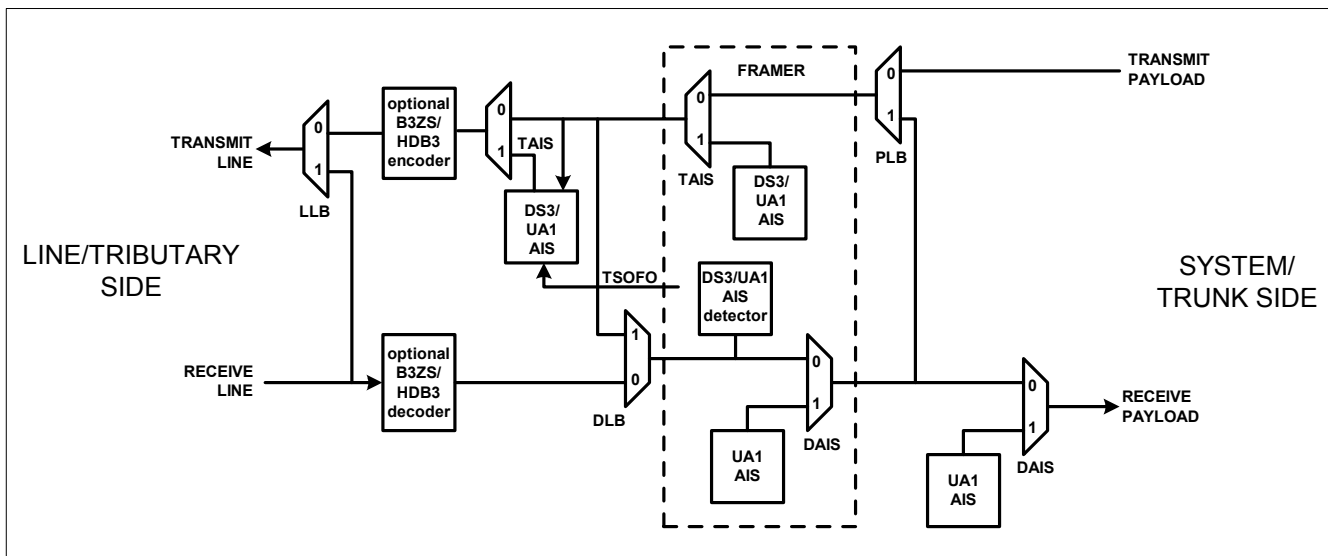 FRAMER
TRANSMIT
PAYLOAD
0
1
PLB
0
1
TAIS
DS3/
UA1
AIS
0
1
TAIS
optional
B3ZS/
HDB3
encoder
0
1
LLB
TRANSMIT
LINE
DS3/
UA1
AIS
TSOFO
DS3/UA1
AIS
detector
LINE/TRIBUTARY
SIDE
SYSTEM/
TRUNK SIDE
RECEIVE
LINE
optional
B3ZS/
HDB3
decoder
1
0
DLB
0
1
DAIS
UA1
AIS
0
1
DAIS
UA1
AIS
RECEIVE
PAYLOAD